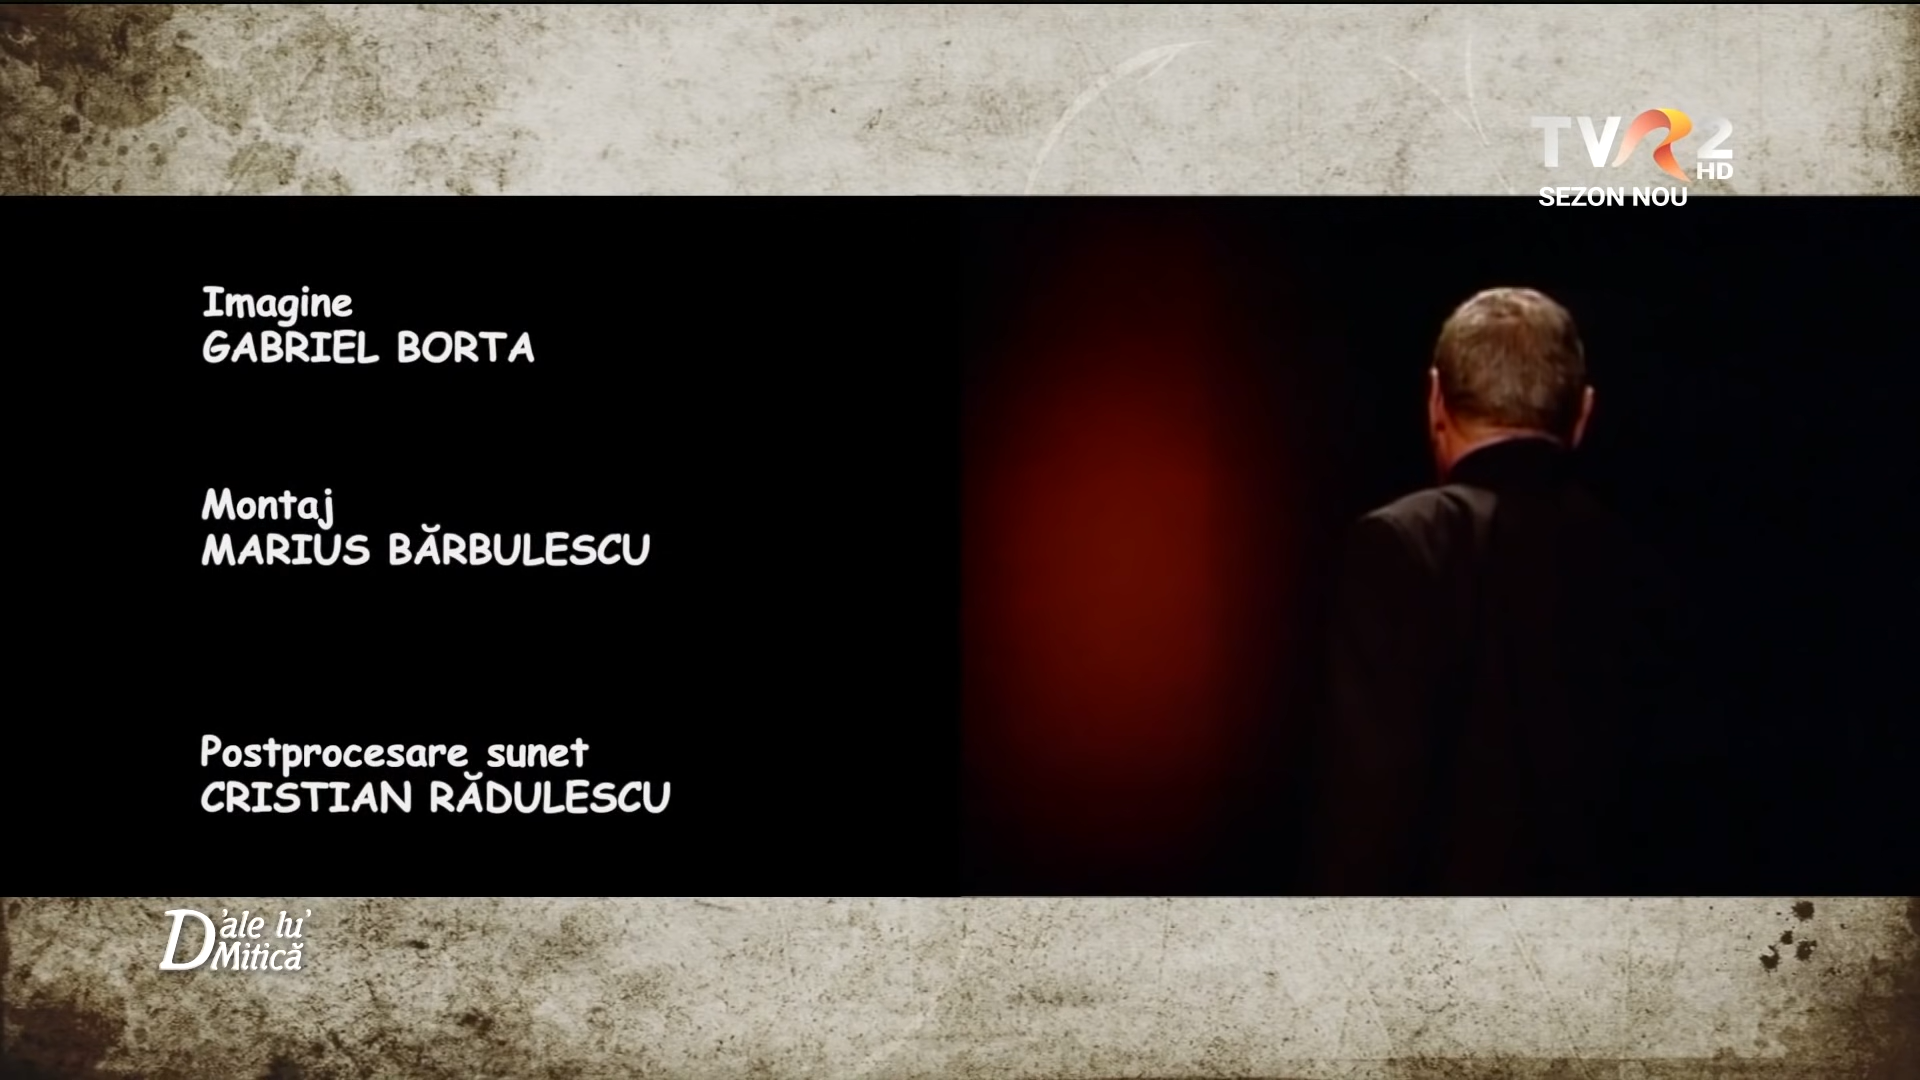 TVR2
HD
SEZON NOU
Imagine
GABRIEL BORTA
Montaj
MARIUS BĂRBULESCU
Postprocesare sunet
CRISTIAN RĂDULESCU
D'ale lu'
Mitică